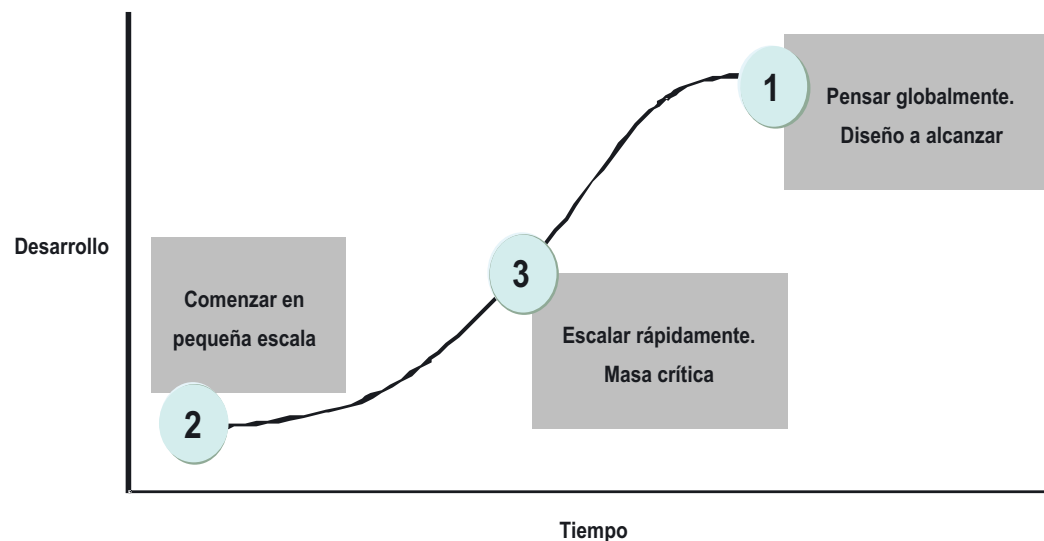 1
Pensar globalmente.
Diseño a alcanzar
Desarrollo
Comenzar en
pequeña escala
3
Escalar rápidamente.
Masa crítica
2
Tiempo